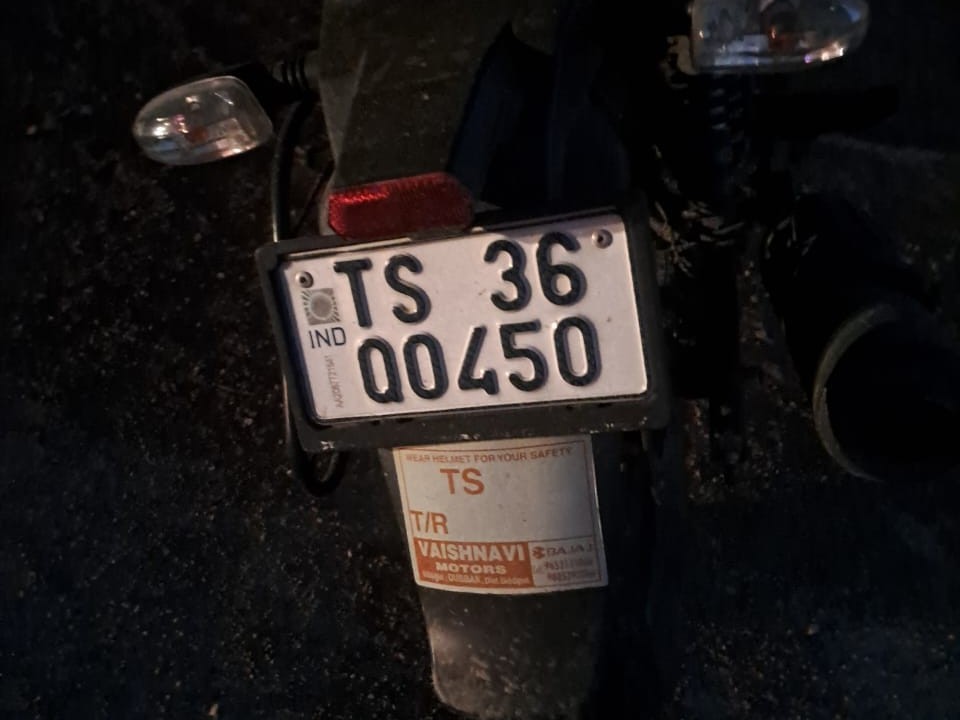 TS 36
IND
Q0450
WEAR HELMET FOR YOUR SAFETY
TS
T/R
VAISHNAVI
MOTORS
BAJAJ